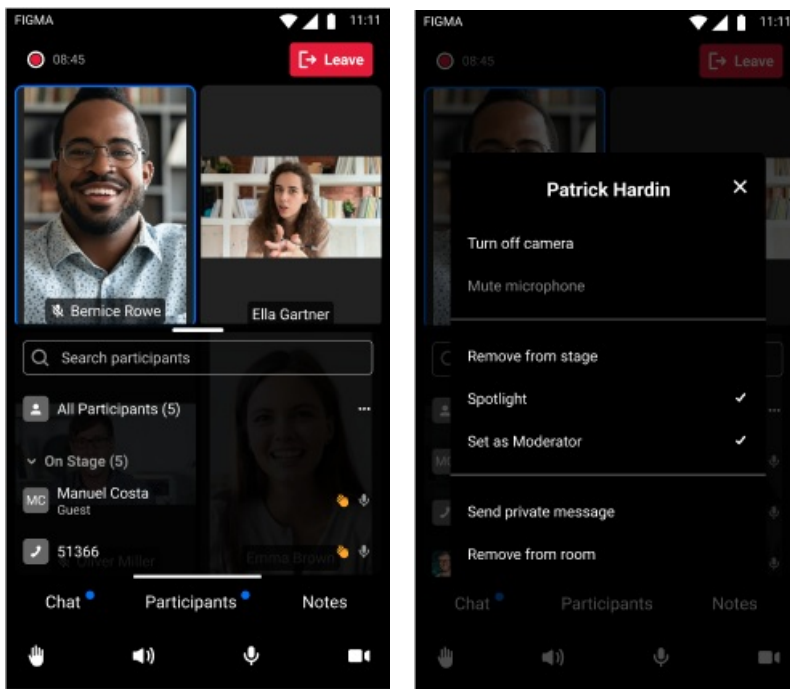 FIGMA
11:11
08:45
Leave
Bernice Rowe
Ella Gartner
Search participants
All Participants (5)
On Stage (5)
MC
Manuel Costa
Guest
51366
Oliver Miller
Emma Brown
Chat
Participants
Notes
FIGMA
11:11
08:45
Leave
Patrick Hardin
Turn off camera
Mute microphone
Remove from stage
Spotlight
Set as Moderator
MC
Send private message
Remove from room
Chat
Participants
Notes